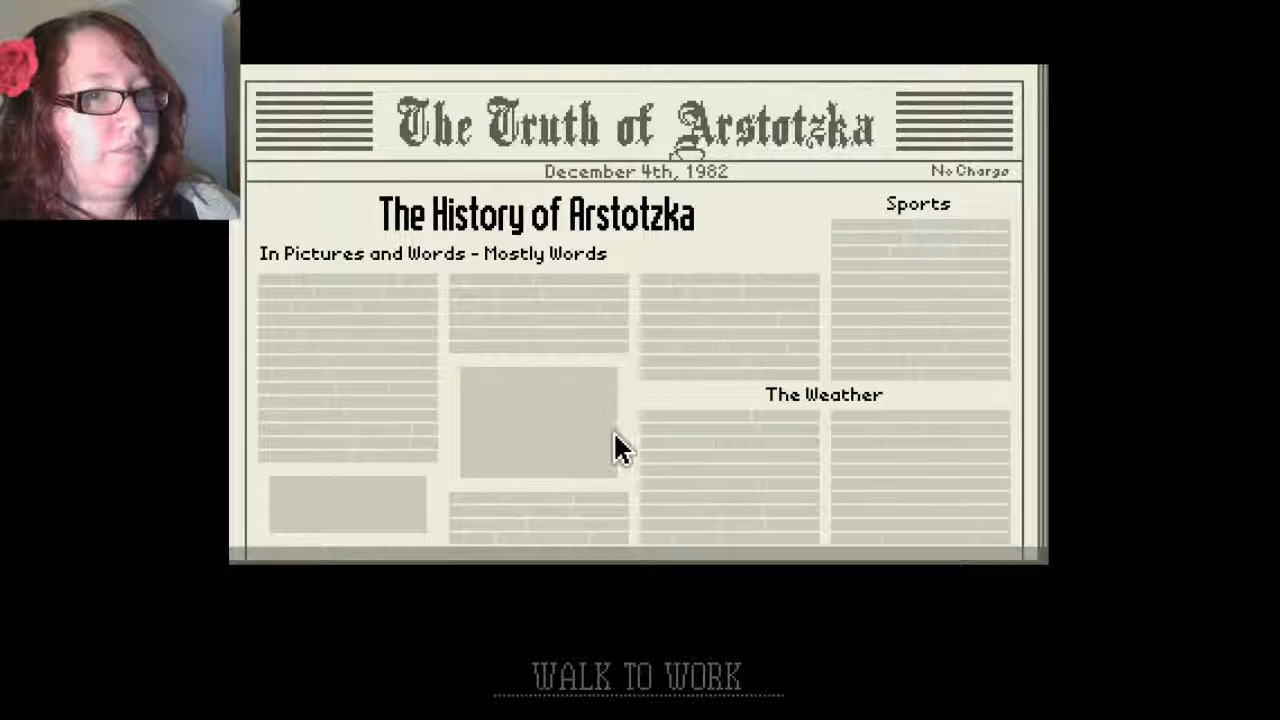 The Truth of Arstotzka
December 4th, 1982
No Charge
The History of Arstotzka
Sports
In Pictures and Words - Mostly Words
The Weather
WALK TO WORK